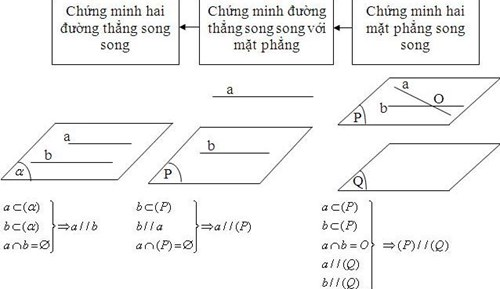 Chứng minh hai
đường thẳng song
song
Chứng minh đường
thẳng song song với
mặt phẳng
Chứng minh hai
mặt phẳng song
song
a
b
α
a
b
P
a
b
O
P
Q
a⊂(α)
b⊂(α)
a∩b=∅
⇒a//b
b⊂(P)
b//a
a∩(P)=∅
⇒a//(P)
a⊂(P)
b⊂(P)
a∩b=O
a//(Q)
b//(Q)
⇒(P)//(Q)